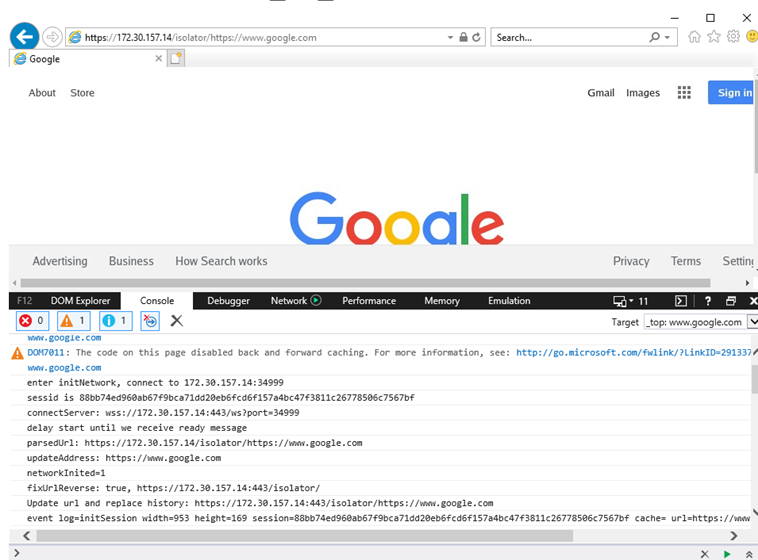 https://172.30.157.14/isolator/https://www.google.com
Search...
Google
About Store
Gmail Images
Sign in
Google
Advertising Business How Search works
Privacy Terms Setting
F12 DOM Explorer Console Debugger Network Performance Memory Emulation 11 ?
0 1 1
Target _top: www.google.com
www.google.com
DOM7011: The code on this page disabled back and forward caching. For more information, see: http://go.microsoft.com/fwlink/?LinkID=291337
www.google.com
enter initNetwork, connect to 172.30.157.14:34999
sessid is 88bb74ed960ab67f9bca71dd20eb6fcd6f157a4bc47f3811c26778506c7567bf
connectServer: wss://172.30.157.14:443/ws?port=34999
delay start until we receive ready message
parsedUrl: https://172.30.157.14/isolator/https://www.google.com
updateAddress: https://www.google.com
networkInited=1
fixUrlReverse: true, https://172.30.157.14:443/isolator/
Update url and replace history: https://172.30.157.14:443/isolator/https://www.google.com
event log=initSession width=953 height=169 session=88bb74ed960ab67f9bca71dd20eb6fcd6f157a4bc47f3811c26778506c7567bf cache= url=https://www